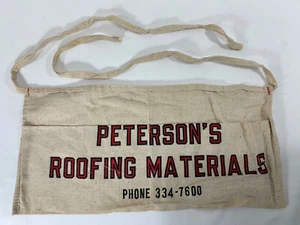 PETERSON'S
ROOFING MATERIALS
PHONE 334-7600